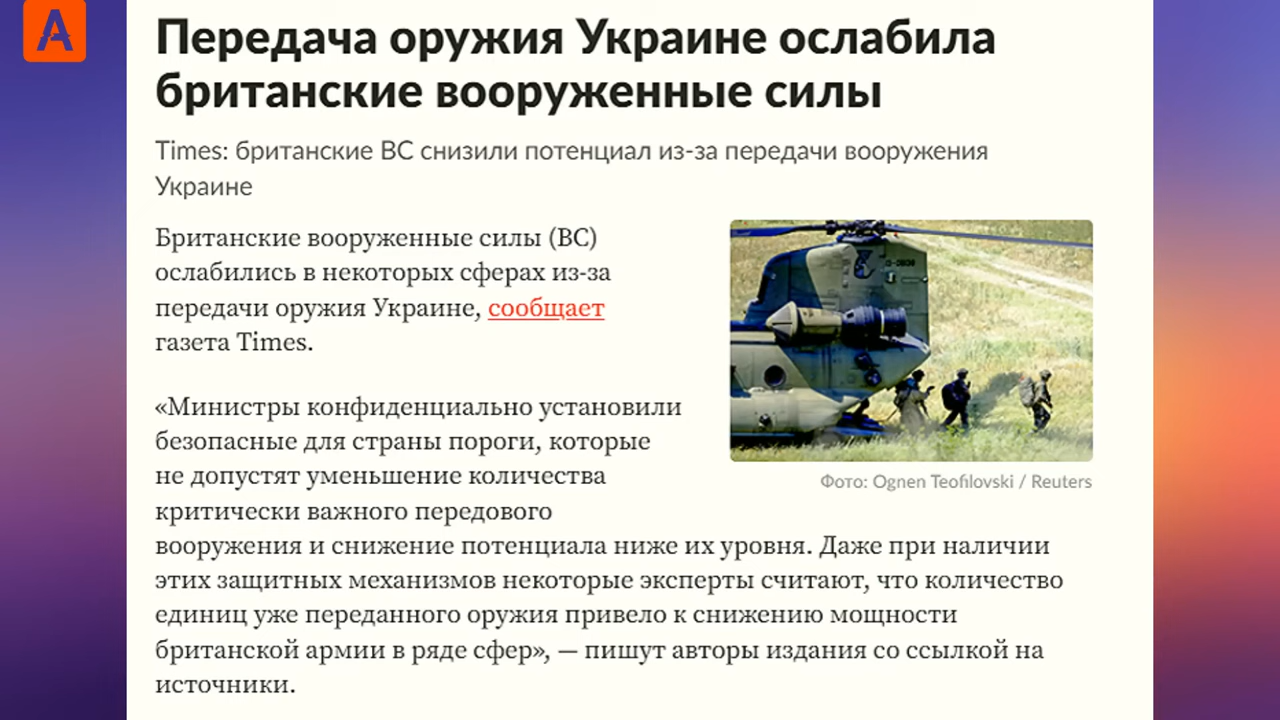 A
Передача оружия Украине ослабила
британские вооруженные силы
Times: британские ВС снизили потенциал из-за передачи вооружения
Украине
Британские вооруженные силы (ВС)
ослабились в некоторых сферах из-за
передачи оружия Украине, сообщает
газета Times.
«Министры конфиденциально установили
безопасные для страны пороги, которые
не допустят уменьшение количества
критически важного передового
вооружения и снижение потенциала ниже их уровня. Даже при наличии
этих защитных механизмов некоторые эксперты считают, что количество
единиц уже переданного оружия привело к снижению мощности
британской армии в ряде сфер», — пишут авторы издания со ссылкой на
источники.
Фото: Ognen Teofilovski / Reuters